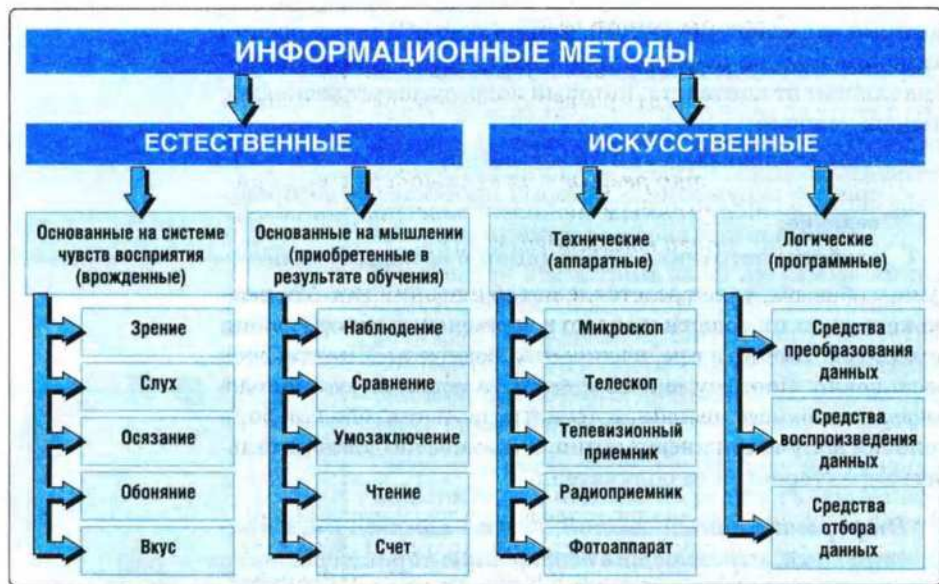 ИНФОРМАЦИОННЫЕ МЕТОДЫ
ЕСТЕСТВЕННЫЕ
ИСКУССТВЕННЫЕ
Основанные на системе
чувств восприятия
(врожденные)
Основанные на мышлении
(приобретенные в
результате обучения)
Технические
(аппаратные)
Логические
(программные)
Зрение
Слух
Осязание
Обоняние
Вкус
Наблюдение
Сравнение
Умозаключение
Чтение
Счет
Микроскоп
Телескоп
Телевизионный
приемник
Радиоприемник
Фотоаппарат
Средства
преобразования
данных
Средства
воспроизведения
данных
Средства
отбора
данных